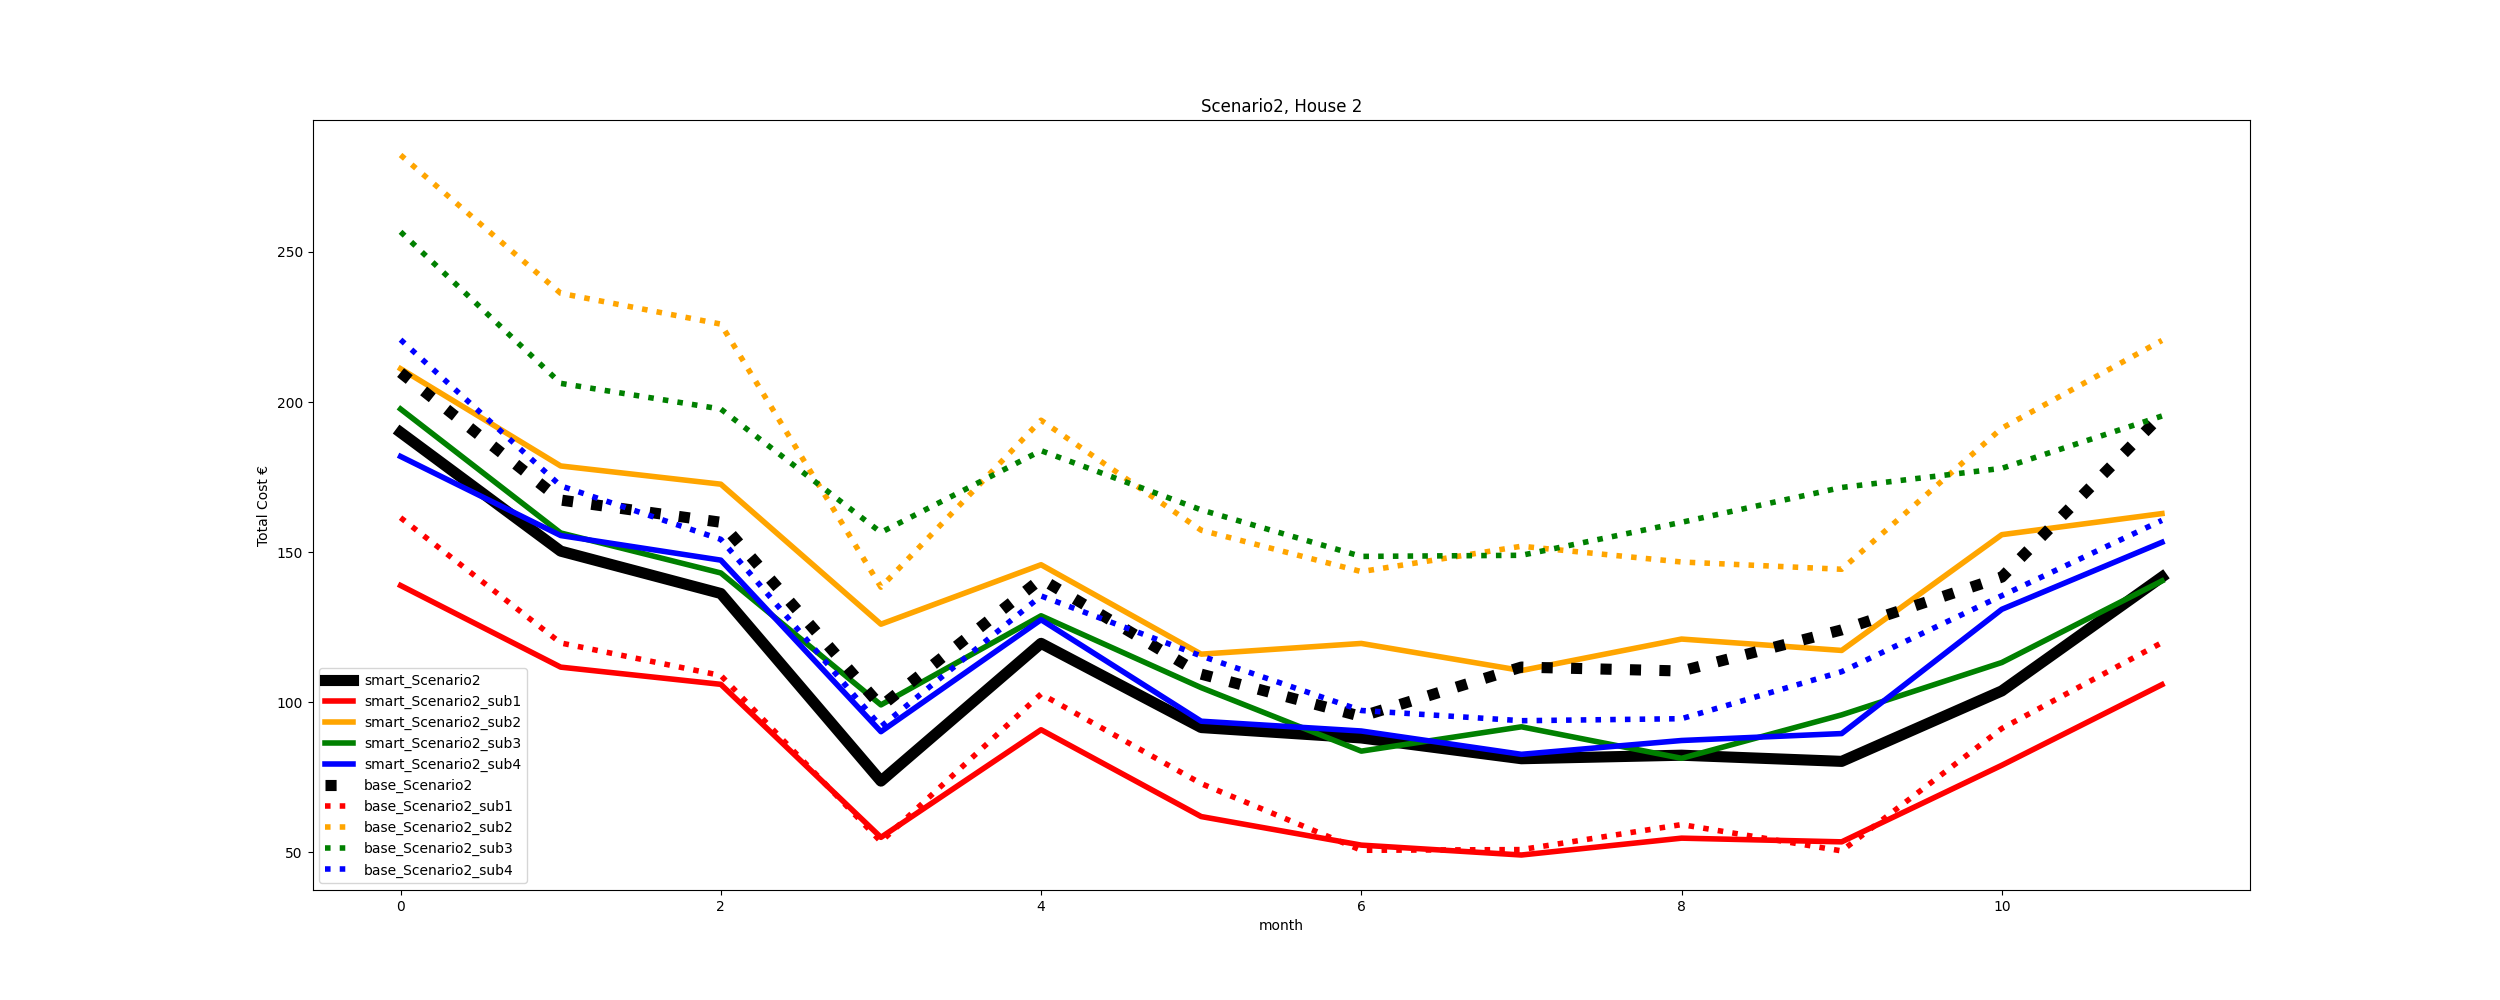 Scenario2, House 2
Total Cost €
250
200
150
100
50
smart_Scenario2
smart_Scenario2_sub1
smart_Scenario2_sub2
smart_Scenario2_sub3
smart_Scenario2_sub4
base_Scenario2
base_Scenario2_sub1
base_Scenario2_sub2
base_Scenario2_sub3
base_Scenario2_sub4
0 2 4 6 8 10
month